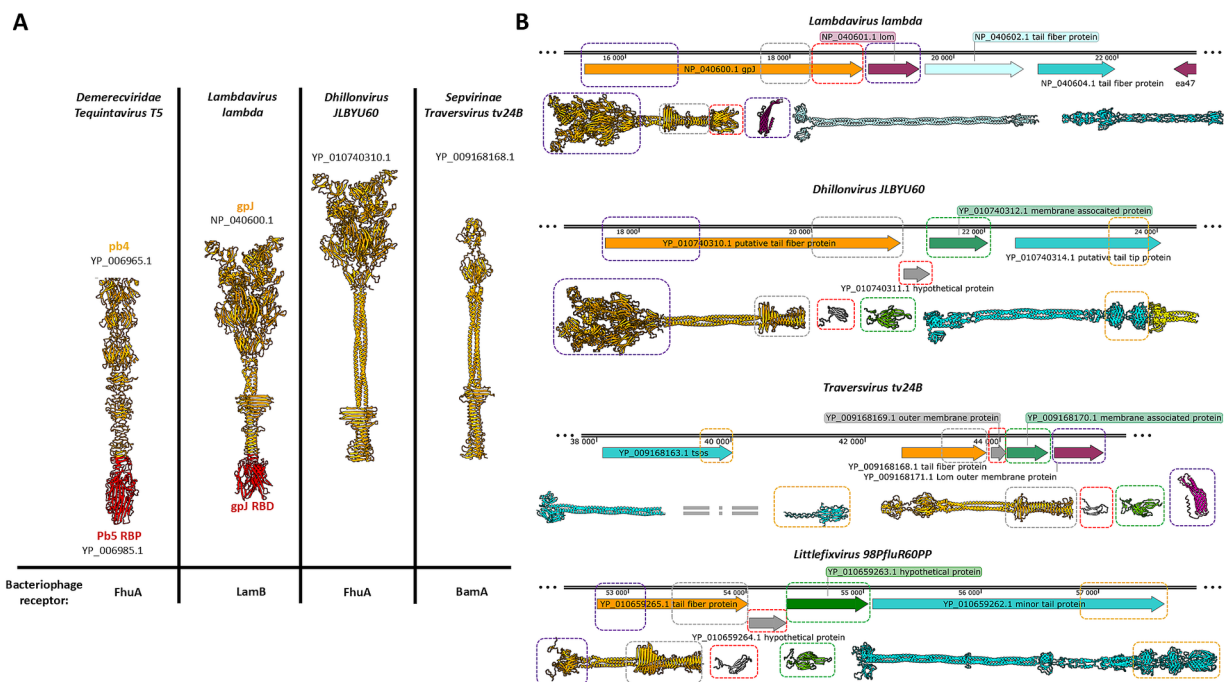 A
Demerecviridae
Tequintavirus T5
Lambdavirus
lambda
Dhillonvirus
JLBYU60
Sepvirinae
Traversvirus tv24B
YP_010740310.1
YP_009168168.1
gpJ
NP_040600.1
pb4
YP_006965.1
gpJ RBD
Pb5 RBP
YP_006985.1
Bacteriophage
receptor:
FhuA
LamB
FhuA
BamA
B
Lambdavirus lambda
NP_040601.1 lom
NP_040602.1 tail fiber protein
...
...
16 000
18 000
20 000
22 000
NP_040600.1 gpJ
NP_040604.1 tail fiber protein
ea47
Dhillonvirus JLBYU60
YP_010740312.1 membrane assocaited protein
...
...
18 000
20 000
22 000
24 000
YP_010740310.1 putative tail fiber protein
YP_010740314.1 putative tail tip protein
YP_010740311.1 hypothetical protein
Traversvirus tv24B
YP_009168169.1 outer membrane protein
YP_009168170.1 membrane associated protein
...
38 000
40 000
42 000
44 000
...
YP_009168163.1 tsps
YP_009168168.1 tail fiber protein
YP_009168171.1 Lom outer membrane protein
Littlefixvirus 98PfluR60PP
YP_010659263.1 hypothetical protein
...
...
53 000
54 000
55 000
56 000
57 000
YP_010659265.1 tail fiber protein
YP_010659262.1 minor tail protein
YP_010659264.1 hypothetical protein